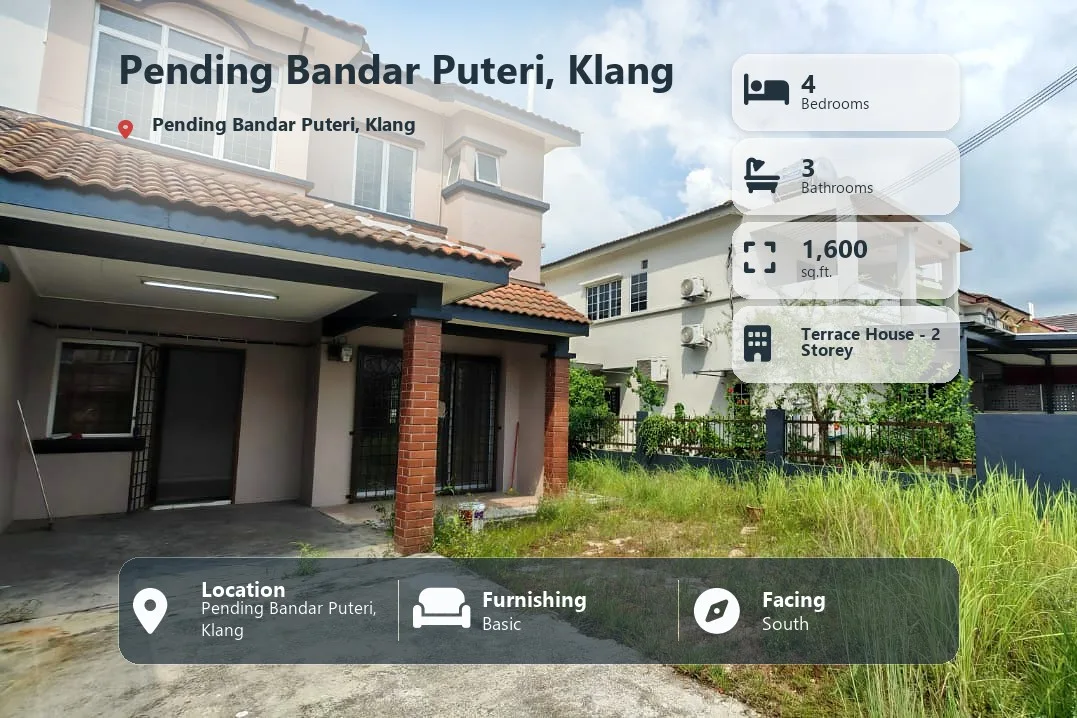 Pending Bandar Puteri, Klang
Pending Bandar Puteri, Klang
4
Bedrooms
3
Bathrooms
1,600
sq.ft.
Terrace House - 2
Storey
Location
Pending Bandar Puteri,
Klang
Furnishing
Basic
Facing
South